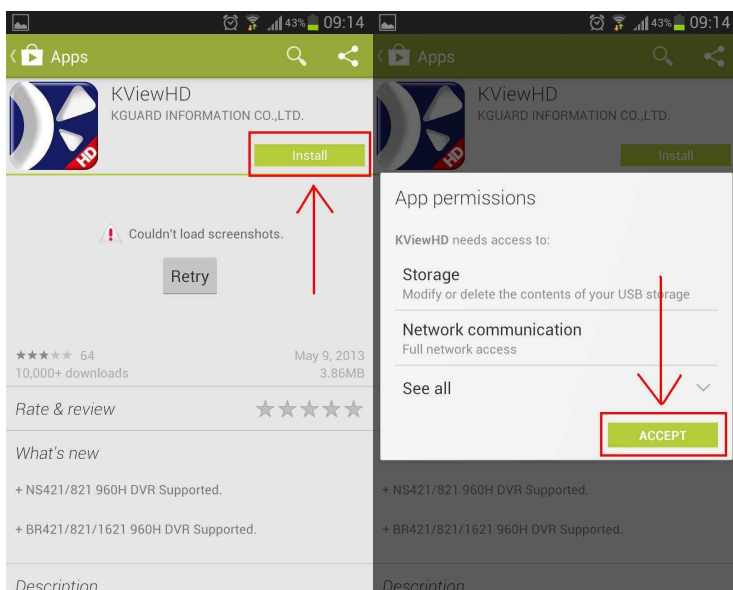 43% 09:14
Apps
KViewHD
KGUARD INFORMATION CO.,LTD.
HD
Install
Couldn't load screenshots.
Retry
64
May 9, 2013
10,000+ downloads
3.86MB
Rate & review
What's new
+ NS421/821 960H DVR Supported.
+ BR421/821/1621 960H DVR Supported.
Description
43% 09:14
Apps
KViewHD
KGUARD INFORMATION CO.,LTD.
HD
Install
App permissions
KViewHD needs access to:
Storage
Modify or delete the contents of your USB storage
Network communication
Full network access
See all
ACCEPT
+ NS421/821 960H DVR Supported.
+ BR421/821/1621 960H DVR Supported.
Description